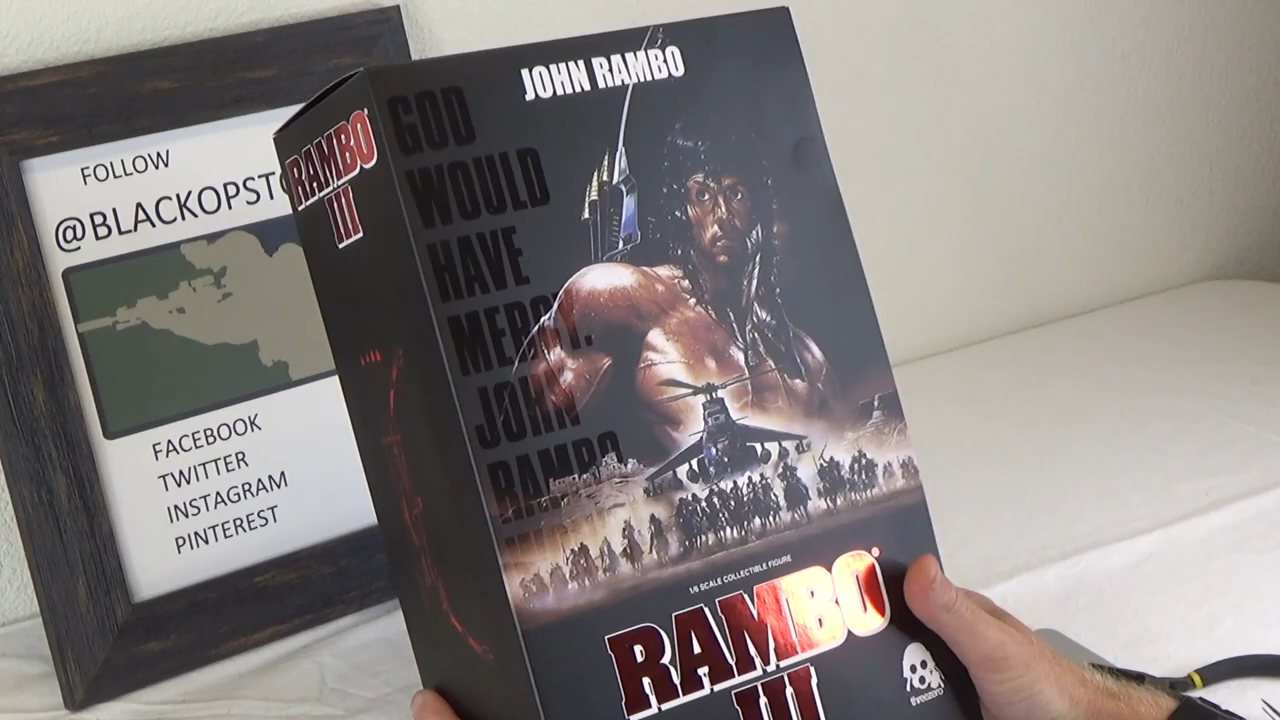 FOLLOW
@BLACKOPST
FACEBOOK
TWITTER
INSTAGRAM
PINTEREST
RAMBO
III
JOHN RAMBO
GOD
WOULD
HAVE
MERCY.
JOHN
RAMBO
1/6 SCALE COLLECTIBLE FIGURE
RAMBO
III
threezero